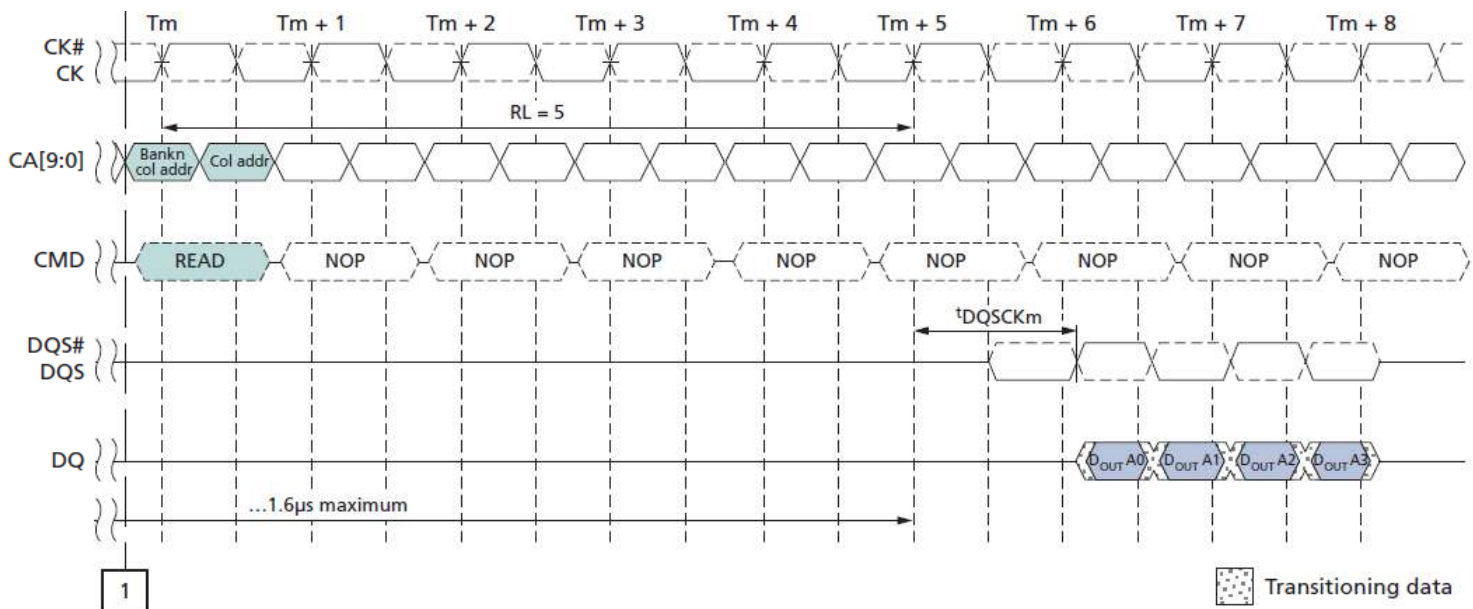 Tm Tm + 1 Tm + 2 Tm + 3 Tm + 4 Tm + 5 Tm + 6 Tm + 7 Tm + 8
CK#
CK
RL = 5
CA[9:0] Bankn col addr Col addr
CMD READ NOP NOP NOP NOP NOP NOP NOP NOP
tDQSCKm
DQS#
DQS
DQ DOUT A0 DOUT A1 DOUT A2 DOUT A3
…1.6µs maximum
1
Transitioning data